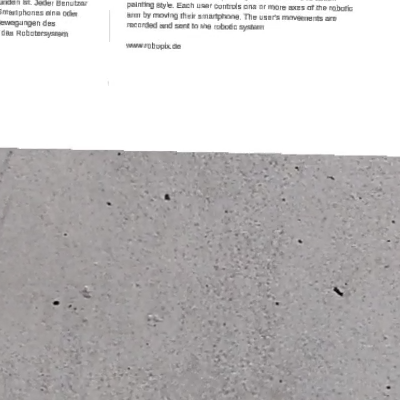 unden ist. Jeder Benutzer
martphones eine oder
ewegungen des
das Robotersystem
painting style. Each user controls one or more axes of the robotic
arm by moving their smartphone. The user's movements are
recorded and sent to the robotic system
www.robopix.de